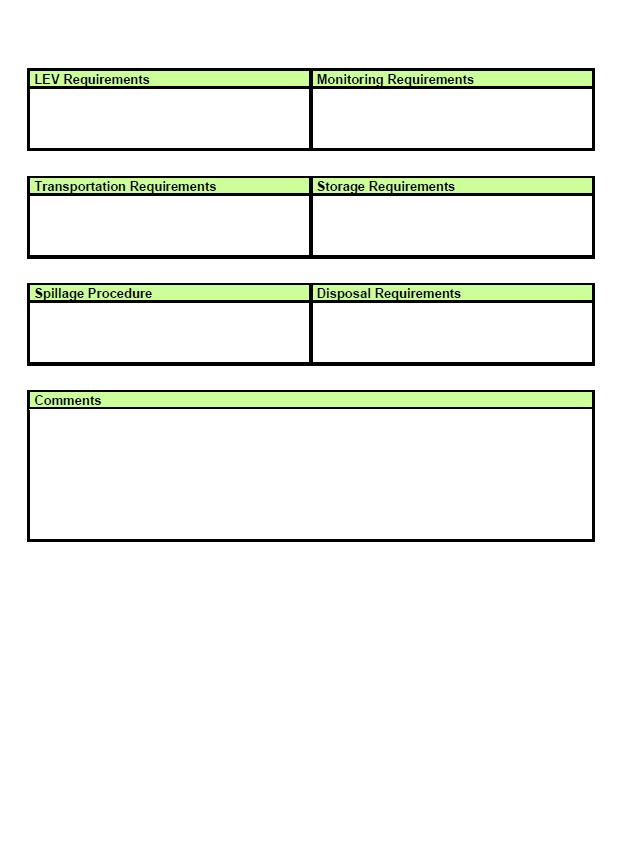 LEV Requirements
Monitoring Requirements
Transportation Requirements
Storage Requirements
Spillage Procedure
Disposal Requirements
Comments